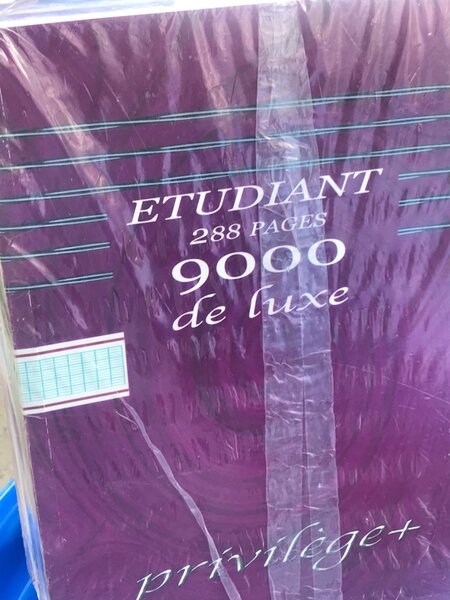 ETUDIANT
288 PAGES
9000
de luxe
privilège+